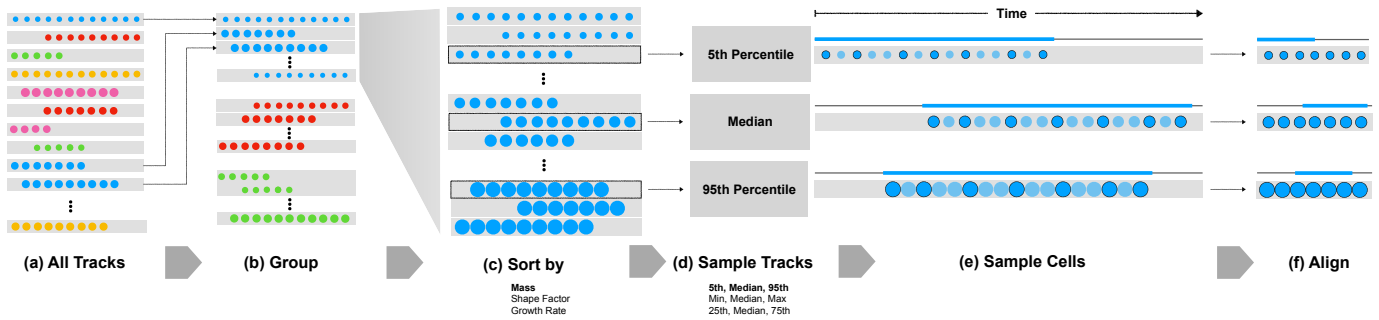 Time
5th Percentile
Median
95th Percentile
(a) All Tracks
(b) Group
(c) Sort by
(d) Sample Tracks
(e) Sample Cells
(f) Align
Mass
Shape Factor
Growth Rate
5th, Median, 95th
Min, Median, Max
25th, Median, 75th